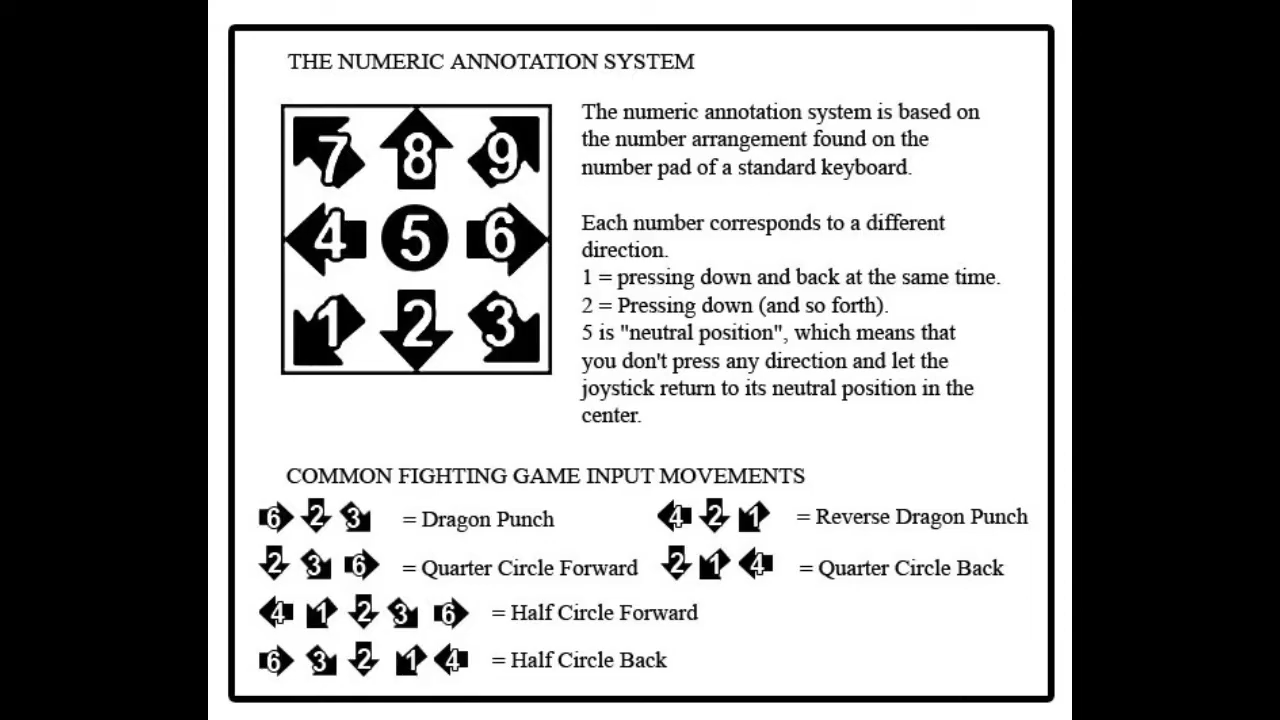 THE NUMERIC ANNOTATION SYSTEM
7 8 9
4 5 6
1 2 3
The numeric annotation system is based on
the number arrangement found on the
number pad of a standard keyboard.
Each number corresponds to a different
direction.
1 = pressing down and back at the same time.
2 = Pressing down (and so forth).
5 is "neutral position", which means that
you don't press any direction and let the
joystick return to its neutral position in the
center.
COMMON FIGHTING GAME INPUT MOVEMENTS
6 2 3 = Dragon Punch
4 2 1 = Reverse Dragon Punch
2 3 6 = Quarter Circle Forward
2 1 4 = Quarter Circle Back
4 1 2 3 6 = Half Circle Forward
6 3 2 1 4 = Half Circle Back